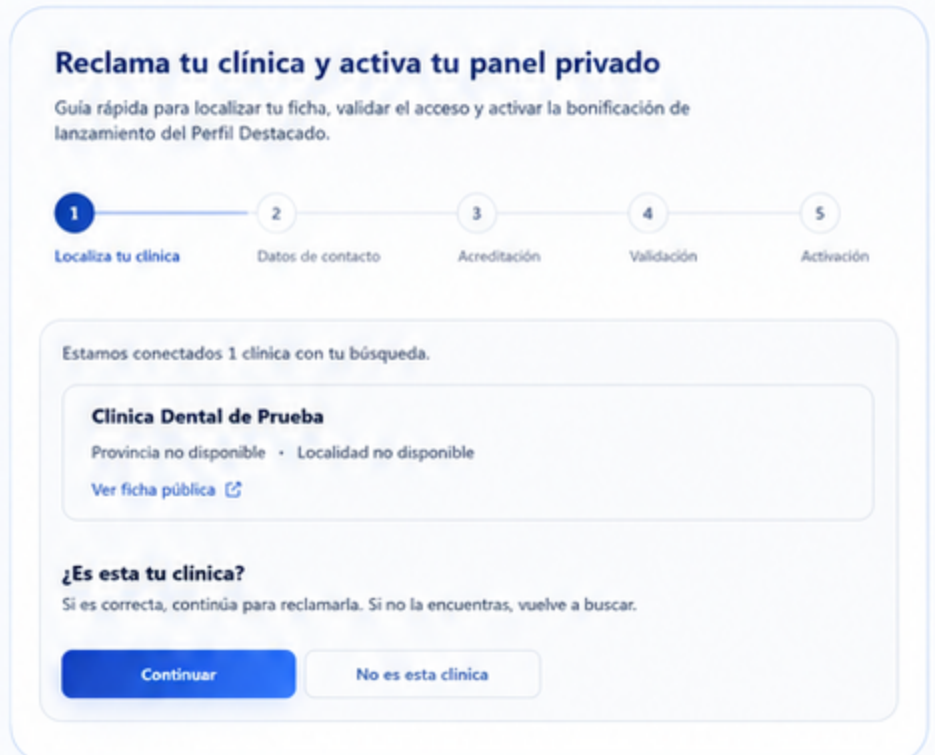 Reclama tu clínica y activa tu panel privado
Guía rápida para localizar tu ficha, validar el acceso y activar la bonificación de
lanzamiento del Perfil Destacado.
1
2
3
4
5
Localiza tu clínica
Datos de contacto
Acreditación
Validación
Activación
Estamos conectados 1 clínica con tu búsqueda.
Clínica Dental de Prueba
Provincia no disponible • Localidad no disponible
Ver ficha pública
¿Es esta tu clínica?
Si es correcta, continúa para reclamarla. Si no la encuentras, vuelve a buscar.
Continuar
No es esta clínica